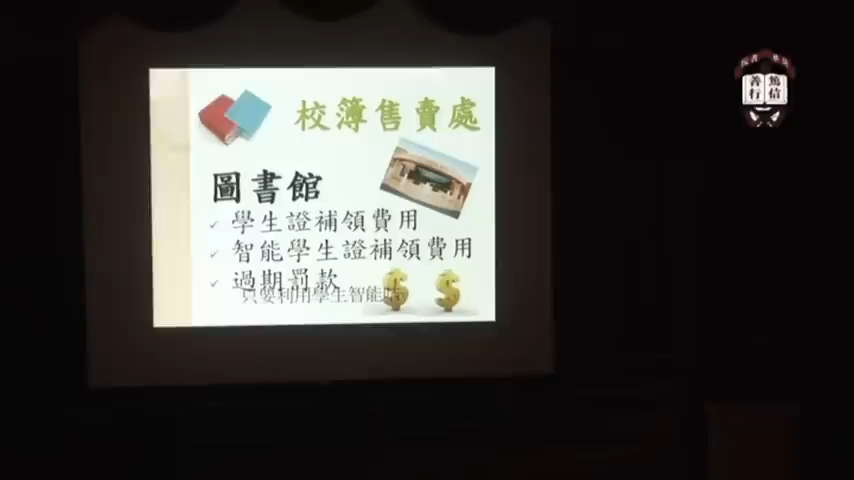 校簿售賣處
圖書館
學生證補領費用
智能學生證補領費用
過期罰款
只要利用學生智能咭
篤信
善行